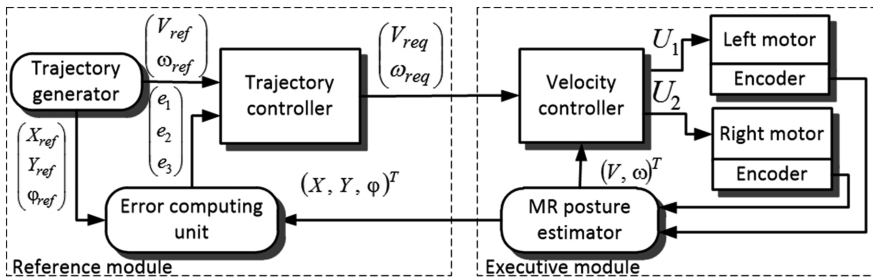 Trajectory
generator
V_ref
ω_ref
e_1
e_2
e_3
Trajectory
controller
V_req
ω_req
X_ref
Y_ref
φ_ref
Error computing
unit
(X, Y, φ)^T
Reference module
Velocity
controller
U_1
U_2
Left motor
Encoder
Right motor
Encoder
(V, ω)^T
MR posture
estimator
Executive module